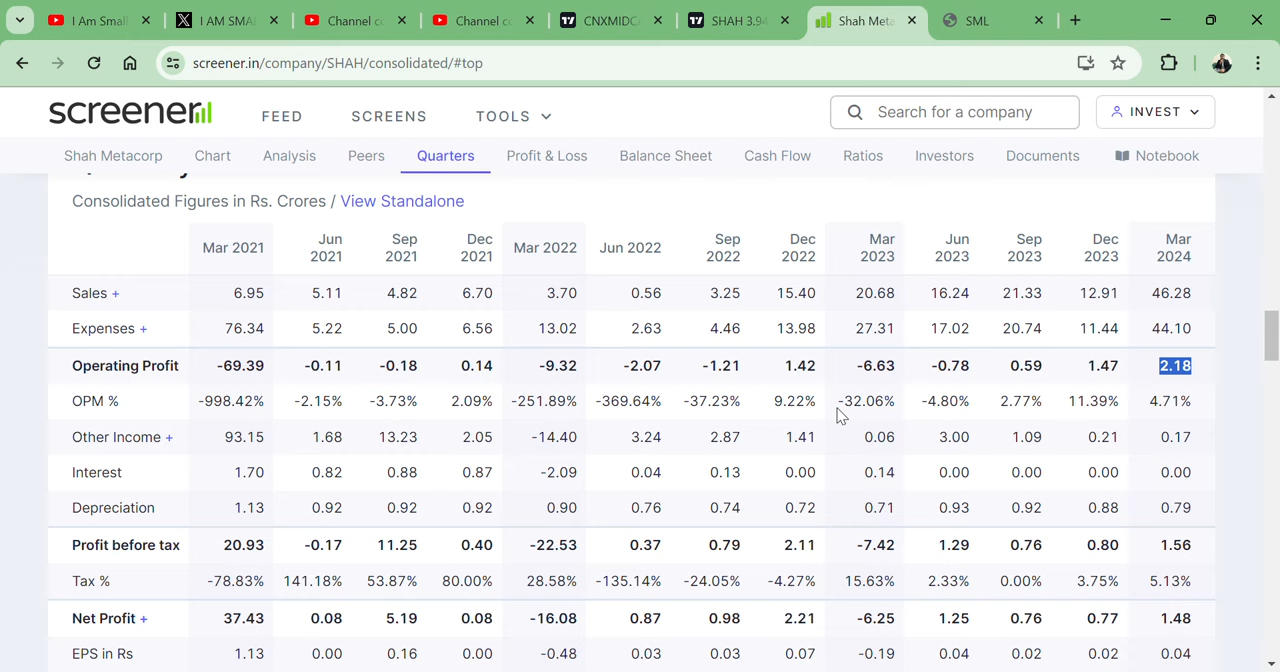 I Am Small
I AM SMA
Channel c
Channel c
CNXMIDC
SHAH 3.94
Shah Meta
SML
screener.in/company/SHAH/consolidated/#top
screener
FEED
SCREENS
TOOLS
Search for a company
INVEST
Shah Metacorp Chart Analysis Peers Quarters Profit & Loss Balance Sheet Cash Flow Ratios Investors Documents Notebook
Consolidated Figures in Rs. Crores / View Standalone
Mar 2021 Jun 2021 Sep 2021 Dec 2021 Mar 2022 Jun 2022 Sep 2022 Dec 2022 Mar 2023 Jun 2023 Sep 2023 Dec 2023 Mar 2024
Sales + 6.95 5.11 4.82 6.70 3.70 0.56 3.25 15.40 20.68 16.24 21.33 12.91 46.28
Expenses + 76.34 5.22 5.00 6.56 13.02 2.63 4.46 13.98 27.31 17.02 20.74 11.44 44.10
Operating Profit -69.39 -0.11 -0.18 0.14 -9.32 -2.07 -1.21 1.42 -6.63 -0.78 0.59 1.47 2.18
OPM % -998.42% -2.15% -3.73% 2.09% -251.89% -369.64% -37.23% 9.22% -32.06% -4.80% 2.77% 11.39% 4.71%
Other Income + 93.15 1.68 13.23 2.05 -14.40 3.24 2.87 1.41 0.06 3.00 1.09 0.21 0.17
Interest 1.70 0.82 0.88 0.87 -2.09 0.04 0.13 0.00 0.14 0.00 0.00 0.00 0.00
Depreciation 1.13 0.92 0.92 0.92 0.90 0.76 0.74 0.72 0.71 0.93 0.92 0.88 0.79
Profit before tax 20.93 -0.17 11.25 0.40 -22.53 0.37 0.79 2.11 -7.42 1.29 0.76 0.80 1.56
Tax % -78.83% 141.18% 53.87% 80.00% 28.58% -135.14% -24.05% -4.27% 15.63% 2.33% 0.00% 3.75% 5.13%
Net Profit + 37.43 0.08 5.19 0.08 -16.08 0.87 0.98 2.21 -6.25 1.25 0.76 0.77 1.48
EPS in Rs 1.13 0.00 0.16 0.00 -0.48 0.03 0.03 0.07 -0.19 0.04 0.02 0.02 0.04